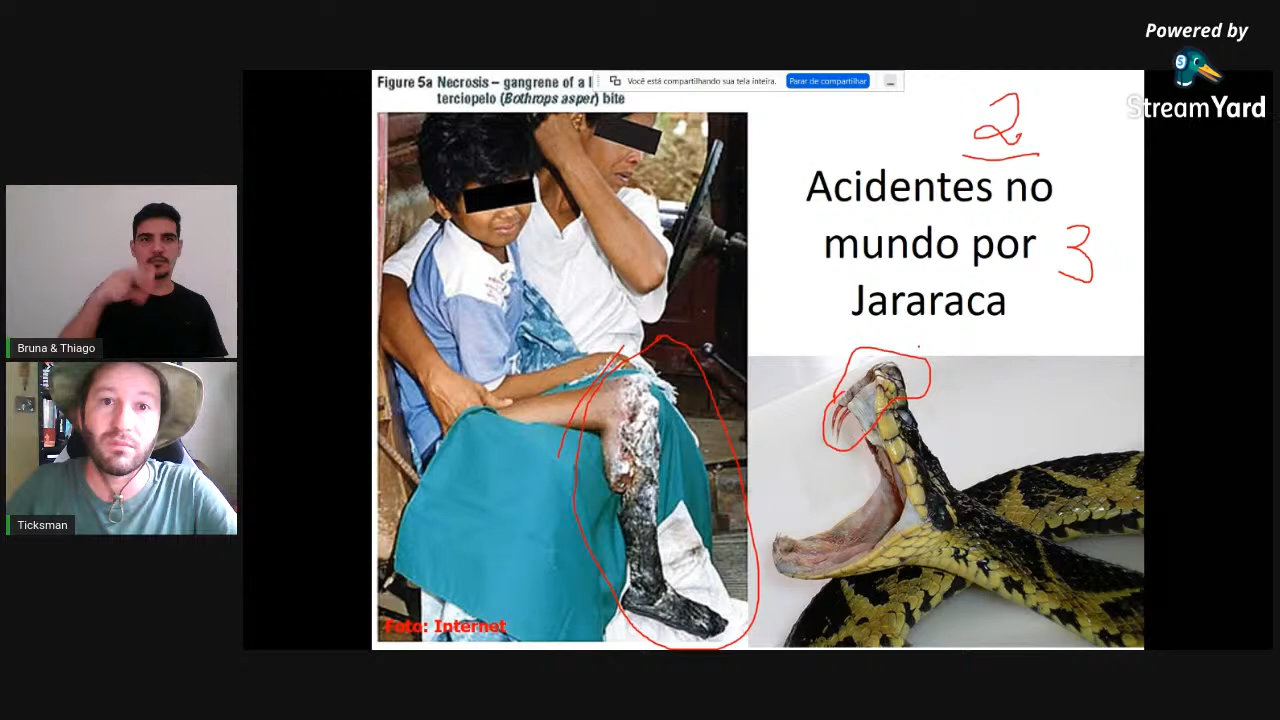 Powered by
StreamYard
Figure 5a Necrosis – gangrene of a l
terciopelo (Bothrops asper) bite
Você está compartilhando sua tela inteira.
Parar de compartilhar
2
Acidentes no
mundo por
3
Jararaca
Bruna & Thiago
Ticksman
Foto: Internet